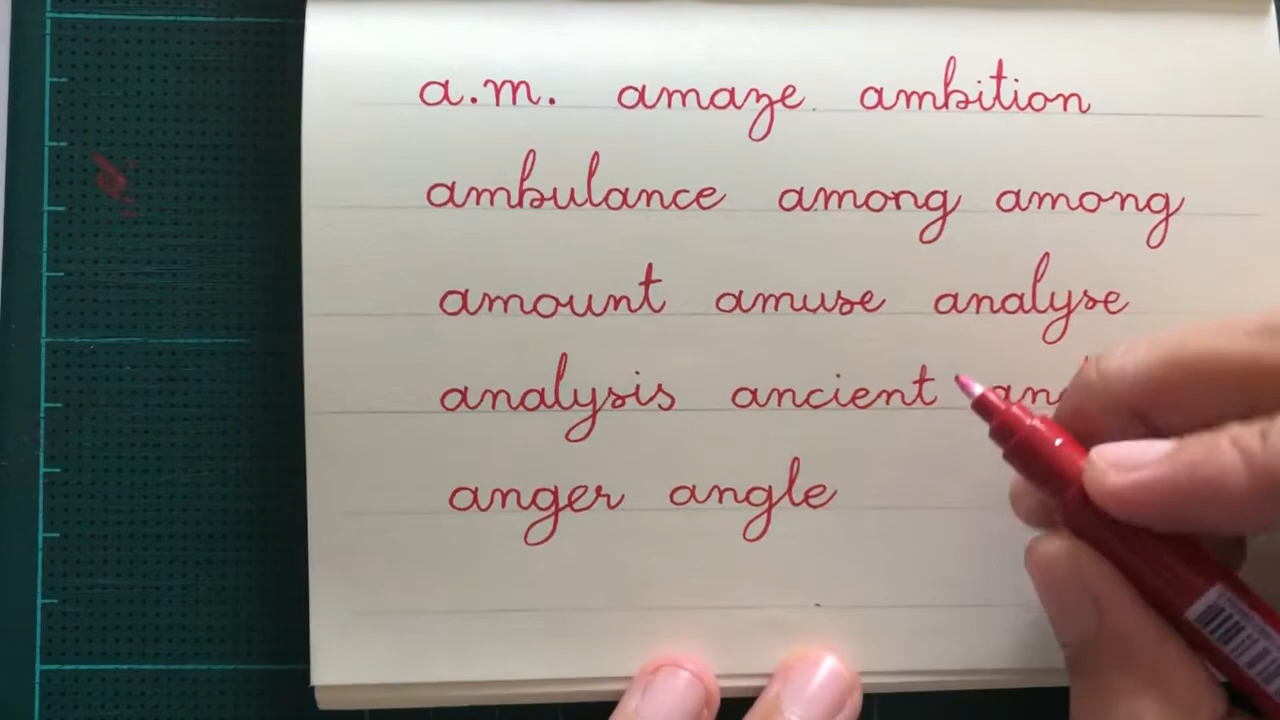 a.m. amaze ambition
ambulance among among
amount amuse analyse
analysis ancient
anger angle